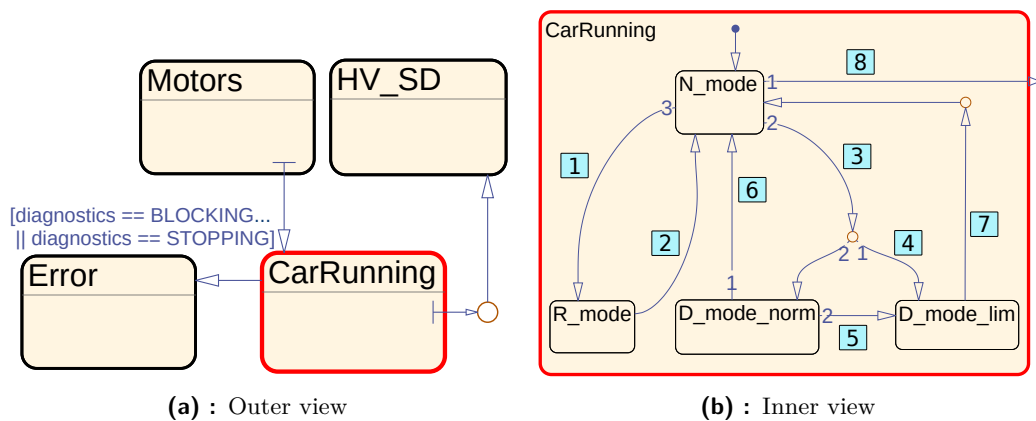 Motors
HV_SD
[diagnostics == BLOCKING...
|| diagnostics == STOPPING]
Error
CarRunning
(a) : Outer view
CarRunning
N_mode
1
8
3
2
1
3
6
2
7
2
1
4
1
R_mode
D_mode_norm
2
5
D_mode_lim
(b) : Inner view